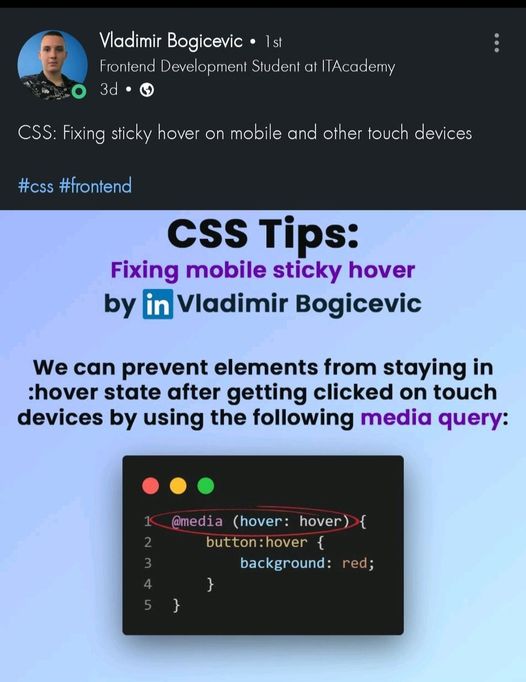 Vladimir Bogicevic • 1st
Frontend Development Student at ITAcademy
3d •
CSS: Fixing sticky hover on mobile and other touch devices
#css #frontend
CSS Tips:
Fixing mobile sticky hover
by in Vladimir Bogicevic
We can prevent elements from staying in
:hover state after getting clicked on touch
devices by using the following media query:
1 @media (hover: hover) {
2 button:hover {
3 background: red;
4 }
5 }